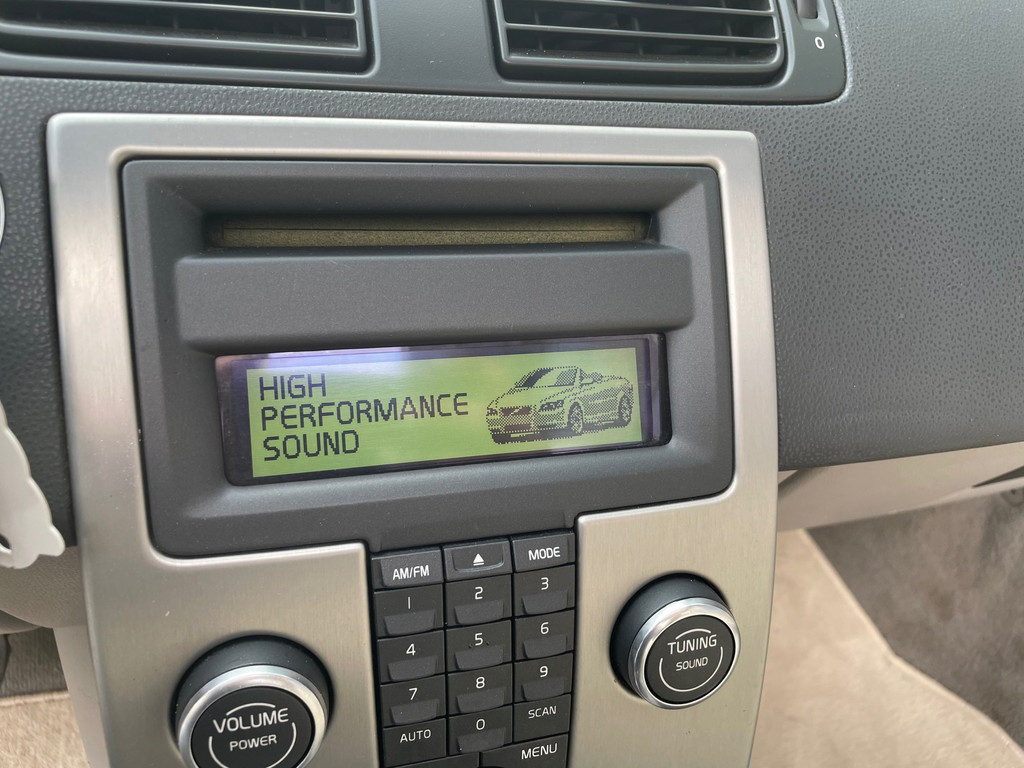 0
HIGH
PERFORMANCE
SOUND
AM/FM
MODE
1 2 3
4 5 6
7 8 9
AUTO 0 SCAN
MENU
VOLUME
POWER
TUNING
SOUND